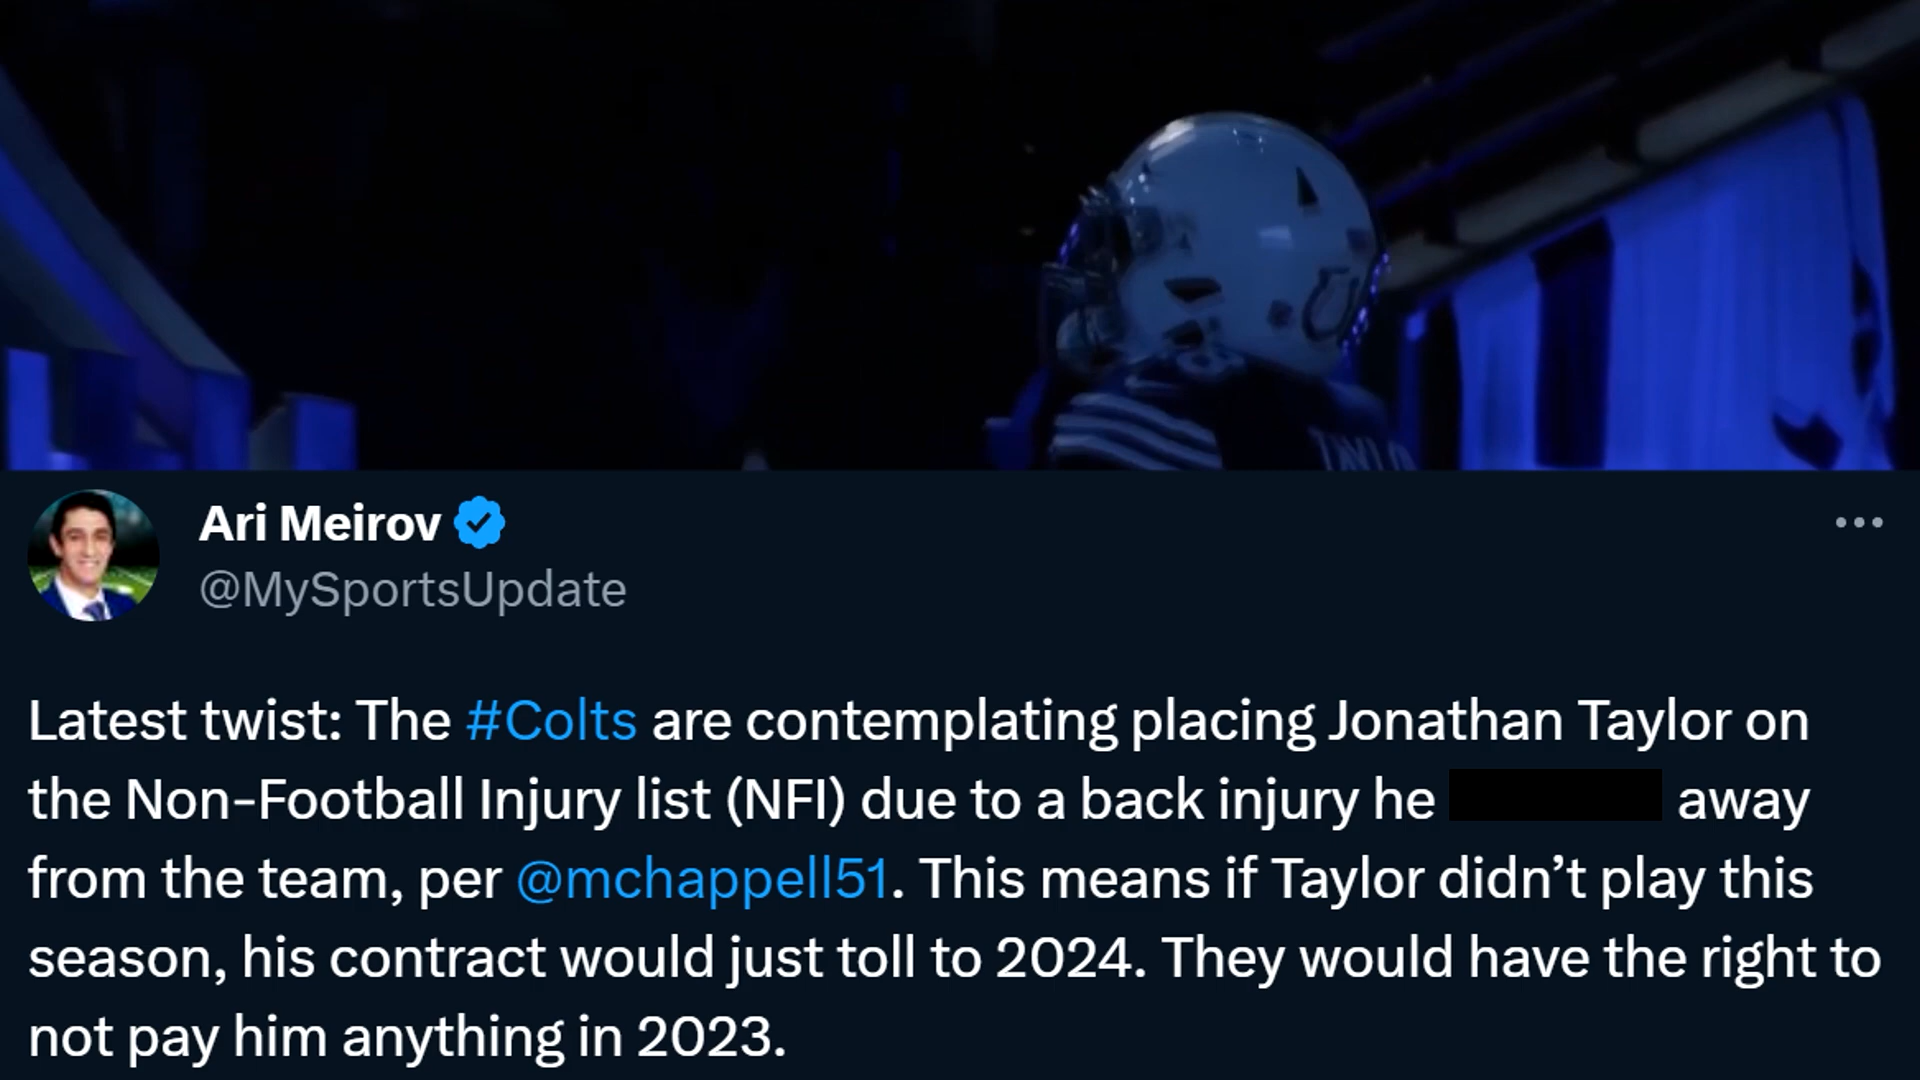 TAYLO
Ari Meirov
@MySportsUpdate
Latest twist: The #Colts are contemplating placing Jonathan Taylor on
the Non-Football Injury list (NFI) due to a back injury he away
from the team, per @mchappell51. This means if Taylor didn’t play this
season, his contract would just toll to 2024. They would have the right to
not pay him anything in 2023.